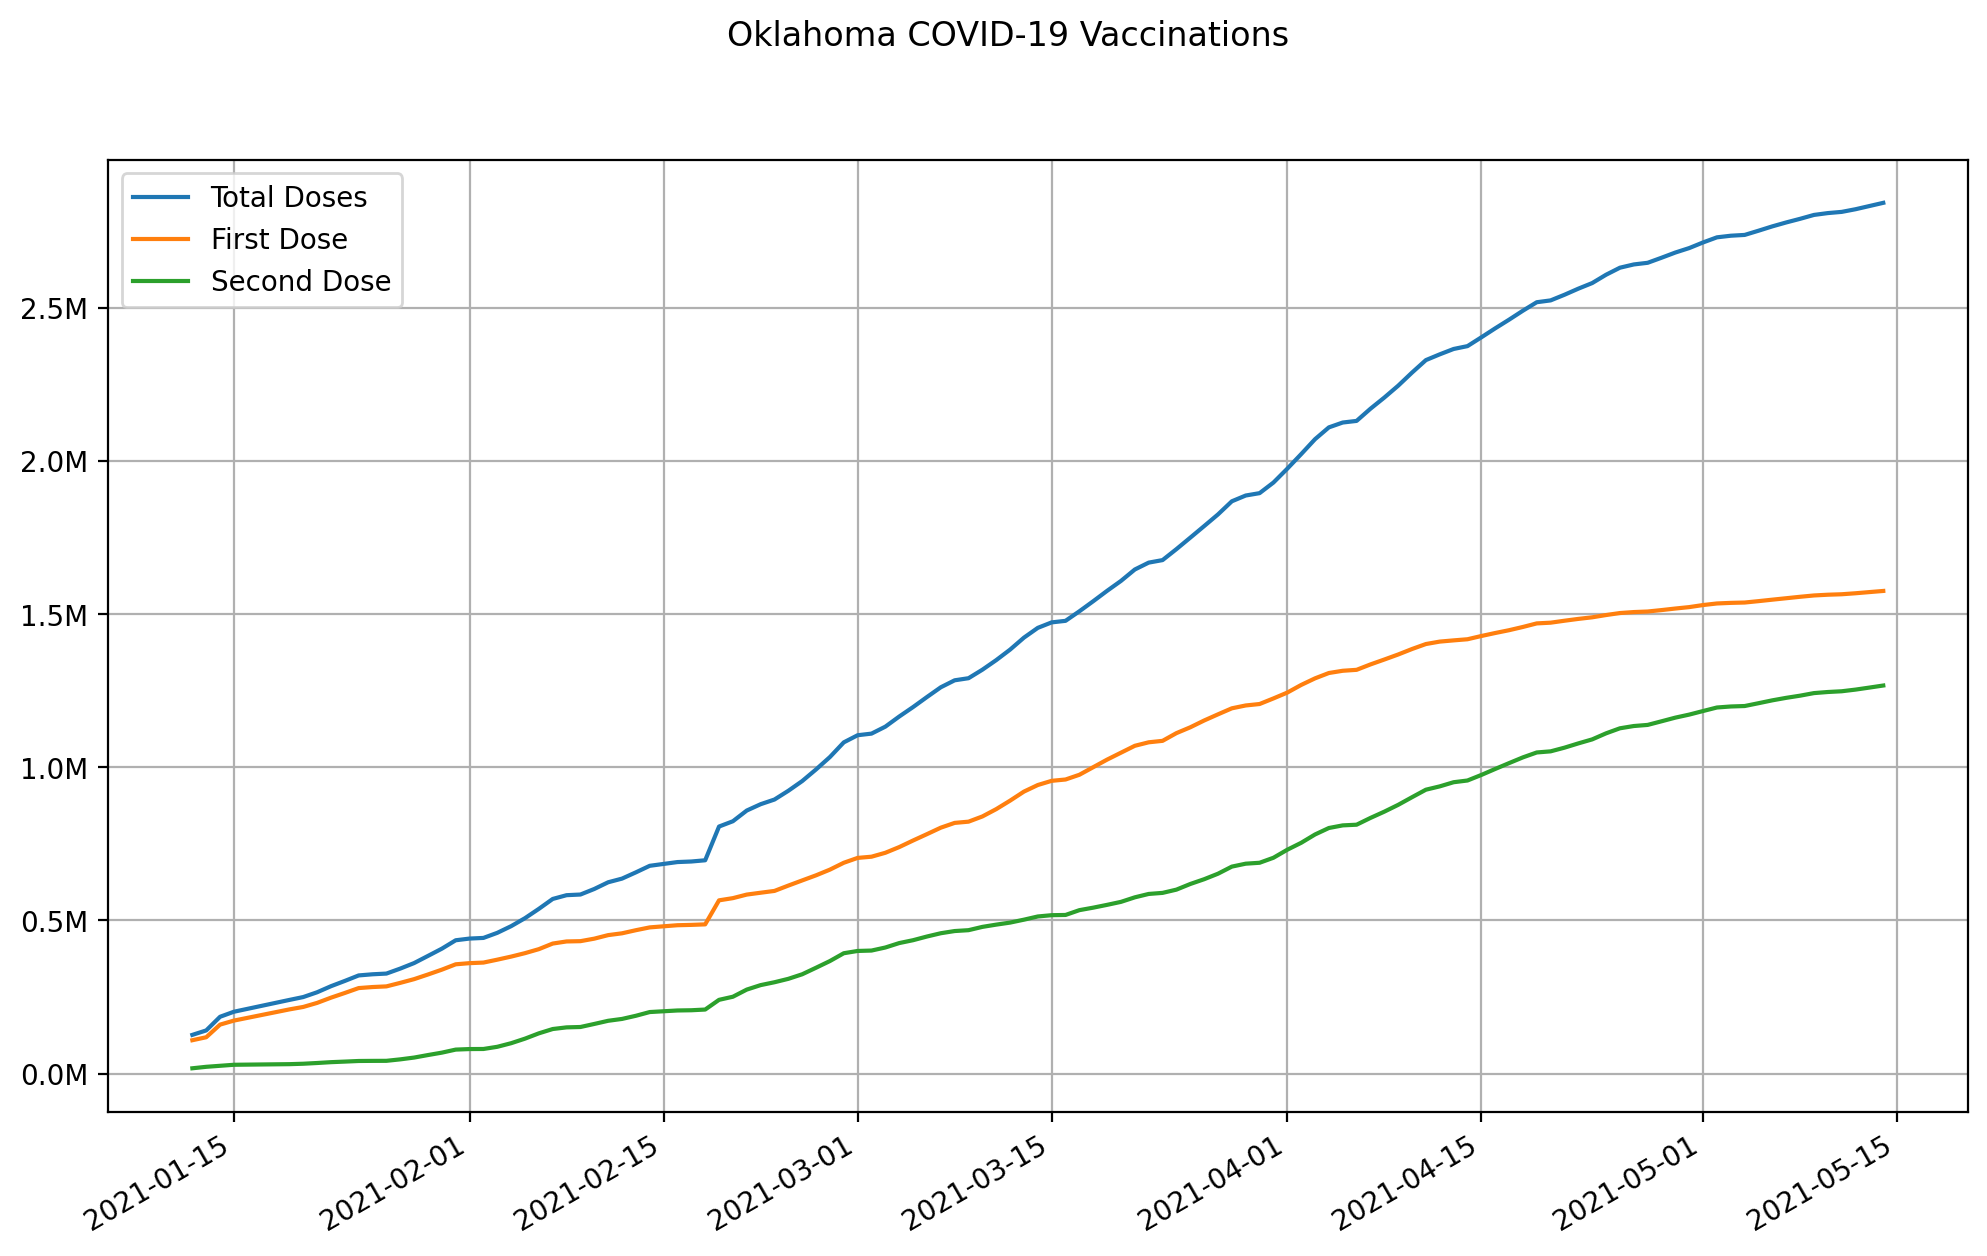 Oklahoma COVID-19 Vaccinations
Total Doses
First Dose
Second Dose
2.5M
2.0M
1.5M
1.0M
0.5M
0.0M
2021-01-15
2021-02-01
2021-02-15
2021-03-01
2021-03-15
2021-04-01
2021-04-15
2021-05-01
2021-05-15